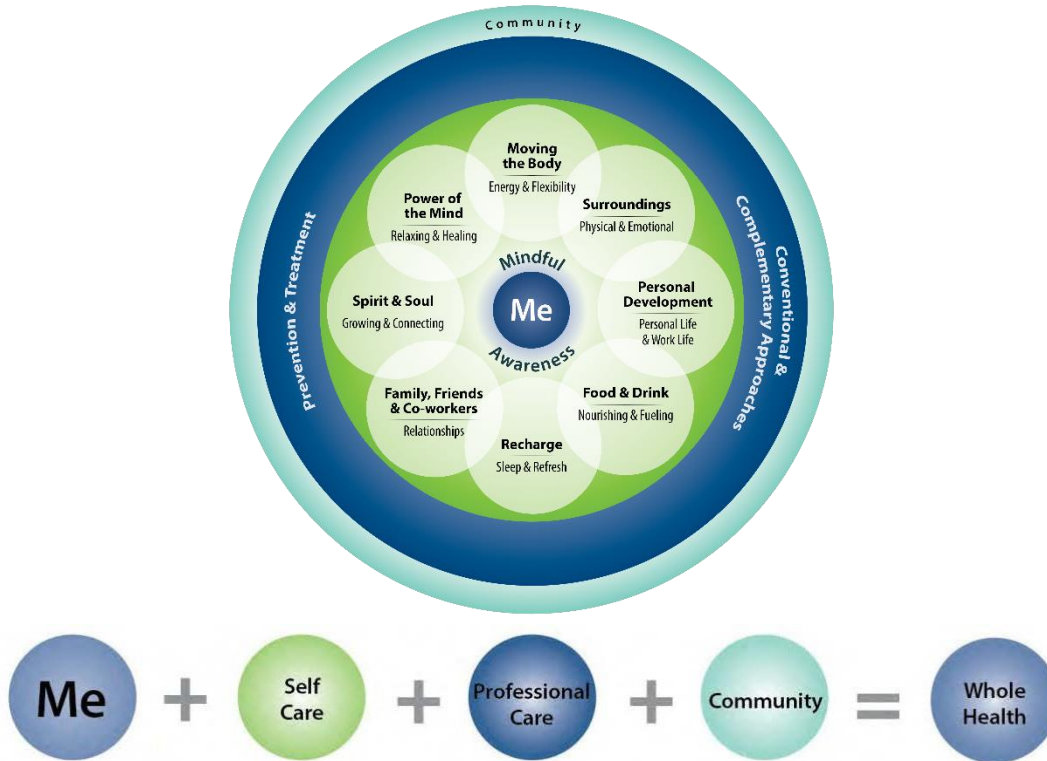 Community
Moving
the Body
Energy & Flexibility
Power of
the Mind
Relaxing & Healing
Surroundings
Physical & Emotional
Prevention & Treatment
Conventional &
Complementary Approaches
Mindful
Me
Awareness
Spirit & Soul
Growing & Connecting
Personal
Development
Personal Life
& Work Life
Family, Friends
& Co-workers
Relationships
Food & Drink
Nourishing & Fueling
Recharge
Sleep & Refresh
Me + Self Care + Professional Care + Community = Whole Health